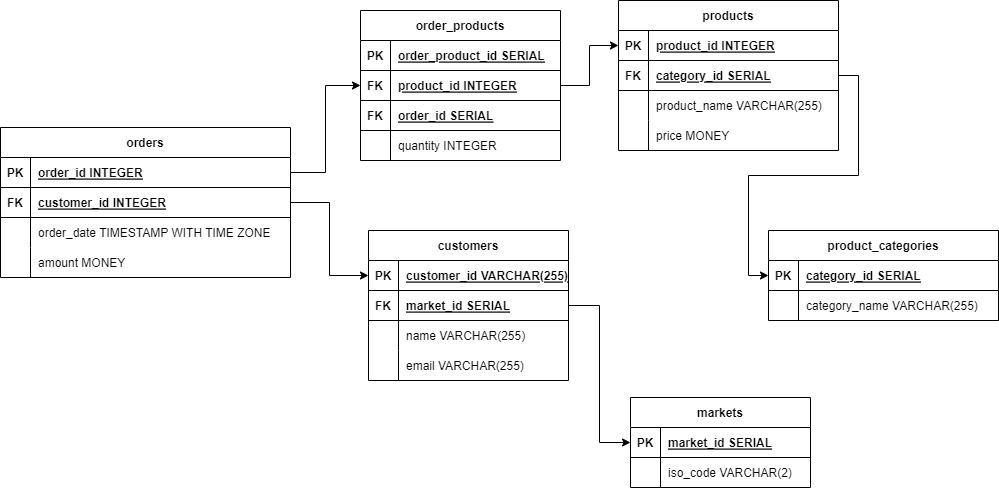 order_products
PK order_product_id SERIAL
FK product_id INTEGER
FK order_id SERIAL
quantity INTEGER
products
PK product_id INTEGER
FK category_id SERIAL
product_name VARCHAR(255)
price MONEY
orders
PK order_id INTEGER
FK customer_id INTEGER
order_date TIMESTAMP WITH TIME ZONE
amount MONEY
customers
PK customer_id VARCHAR(255)
FK market_id SERIAL
name VARCHAR(255)
email VARCHAR(255)
product_categories
PK category_id SERIAL
category_name VARCHAR(255)
markets
PK market_id SERIAL
iso_code VARCHAR(2)